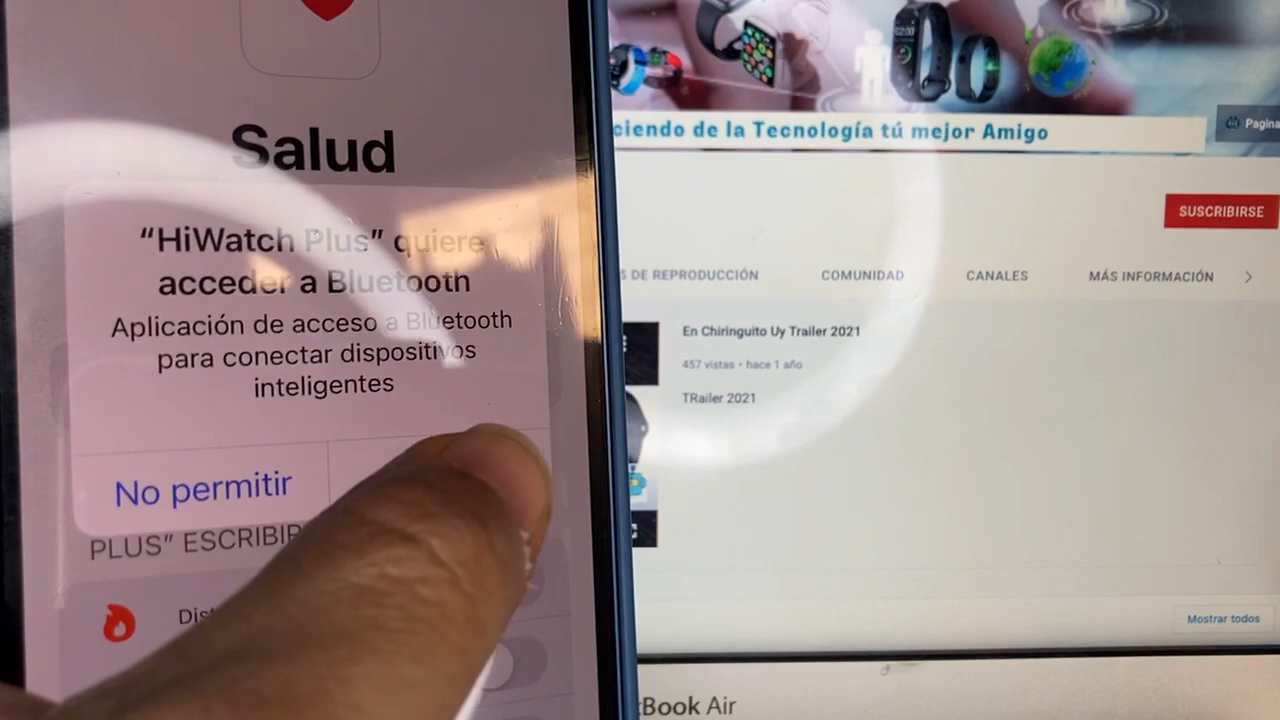 Salud
“HiWatch Plus” quiere
acceder a Bluetooth
Aplicación de acceso a Bluetooth
para conectar dispositivos
inteligentes
No permitir
PLUS” ESCRIBIR
02:00
ciendo de la Tecnología tú mejor Amigo
Pagina
SUSCRIBIRSE
S DE REPRODUCCIÓN
COMUNIDAD
CANALES
MÁS INFORMACIÓN
En Chiringuito Uy Trailer 2021
457 vistas • hace 1 año
TRailer 2021
Mostrar todos
Book Air